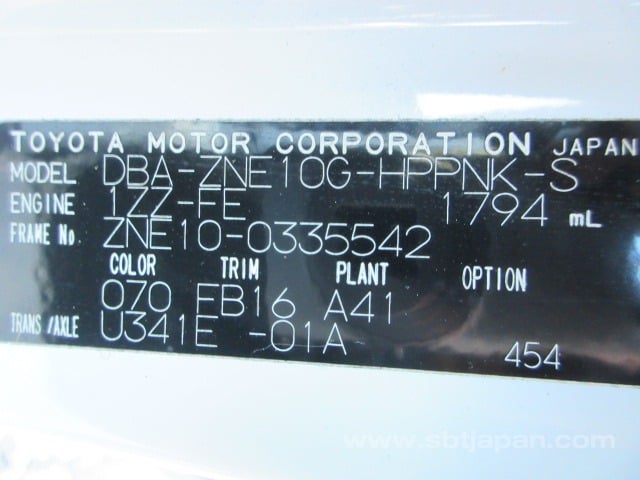 TOYOTA MOTOR CORPORATION JAPAN
MODEL DBA-ZNE10G-HPPNK-S
ENGINE 1ZZ-FE 1794 mL
FRAME No. ZNE10-0335542
COLOR TRIM PLANT OPTION
070 FB16 A41
TRANS/AXLE U341E -01A
454
www.sbtjapan.com